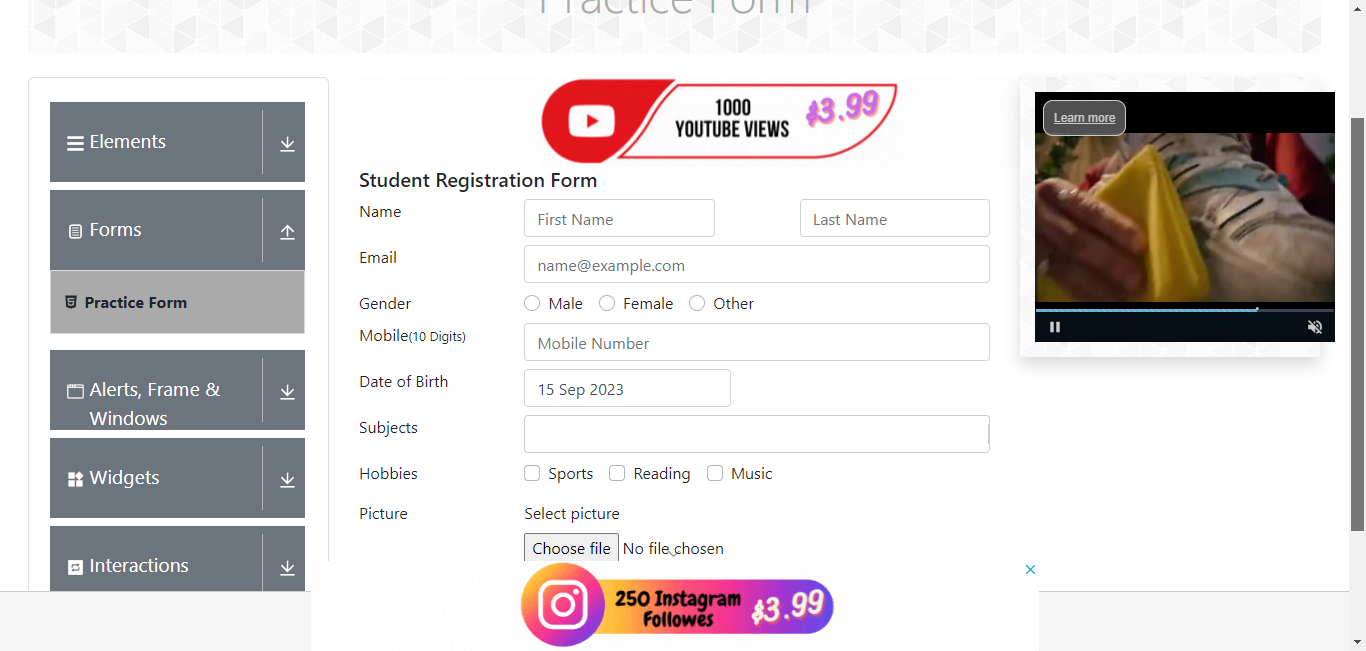 Practice Form
Elements
Forms
Practice Form
Alerts, Frame &
Windows
Widgets
Interactions
1000
YOUTUBE VIEWS
$3.99
Student Registration Form
Name
First Name
Last Name
Email
name@example.com
Gender
Male
Female
Other
Mobile(10 Digits)
Mobile Number
Date of Birth
15 Sep 2023
Subjects
Hobbies
Sports
Reading
Music
Picture
Select picture
Choose file No file chosen
250 Instagram
Followes
$3.99
Learn more